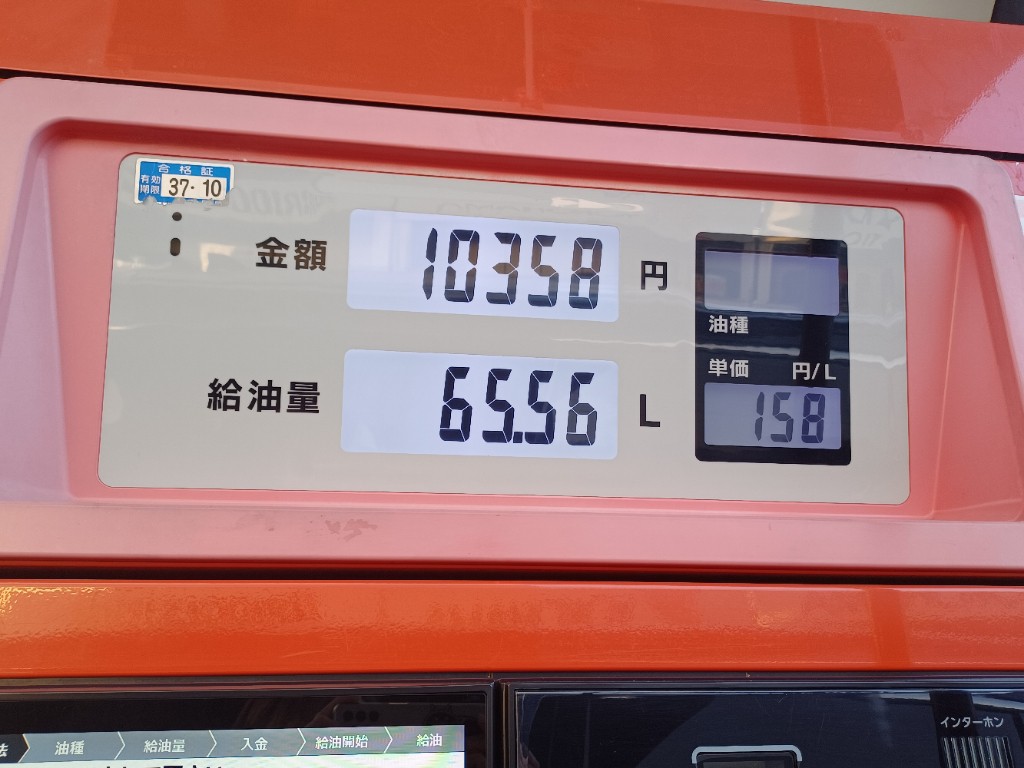 合格証
有効
期限 37・10
金額 10358 円
油種
単価 円/L
158
給油量 65.56 L
インターホン
油種 給油量 入金 給油開始 給油